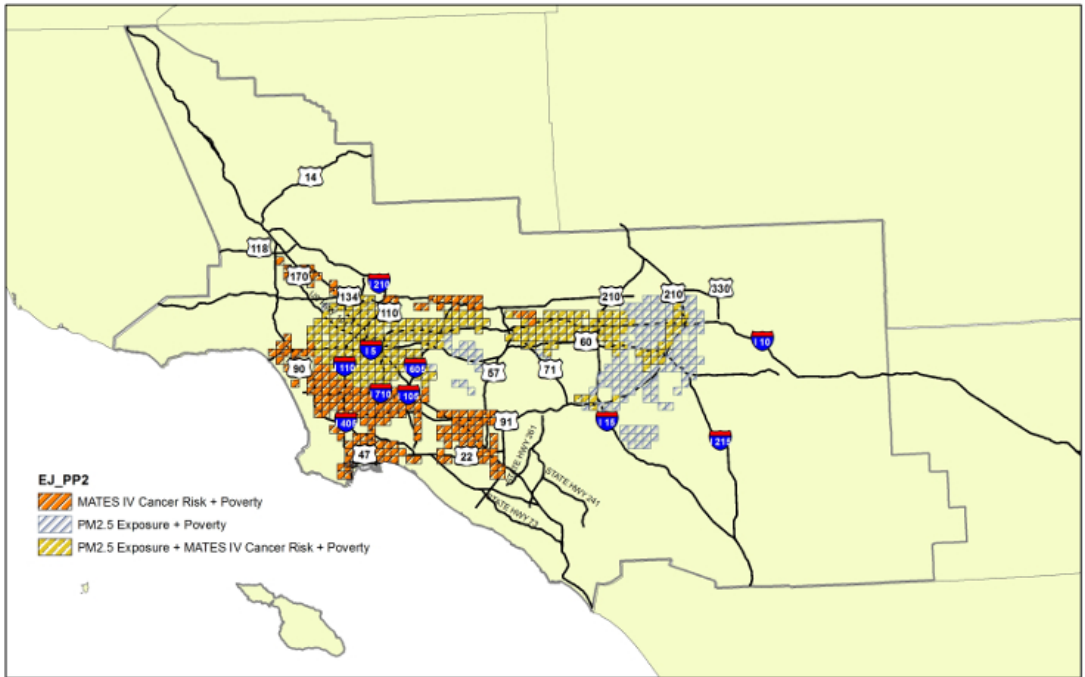 14
118
170
I 210
134
110
210
210
330
I 5
60
I 10
90
I 110
I 605
57
71
I 710
I 105
I 405
91
I 15
I 215
47
22
STATE HWY 261
STATE HWY 241
STATE HWY 73
EJ_PP2
MATES IV Cancer Risk + Poverty
PM2.5 Exposure + Poverty
PM2.5 Exposure + MATES IV Cancer Risk + Poverty